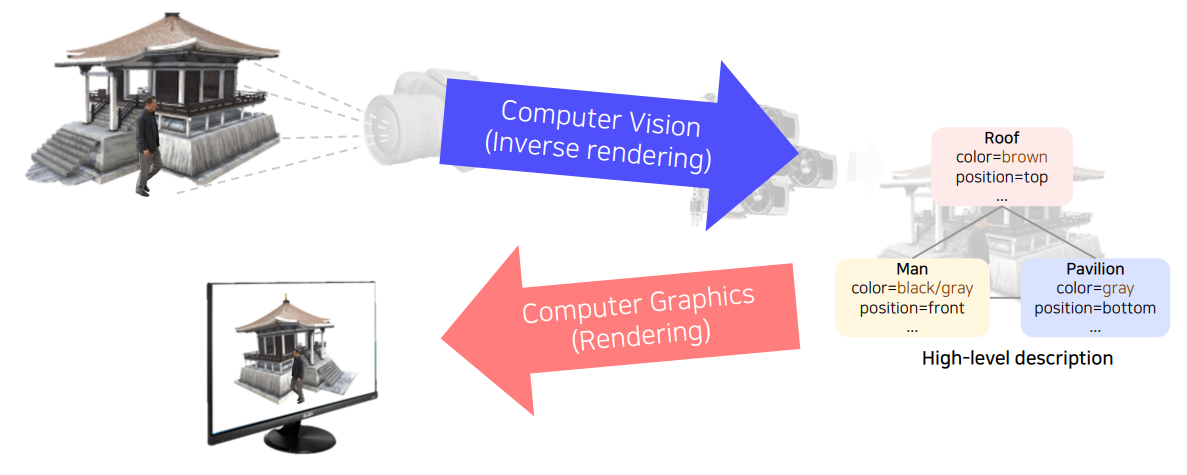 Computer Vision
(Inverse rendering)
Roof
color=brown
position=top
...
Man
color=black/gray
position=front
...
Pavilion
color=gray
position=bottom
...
High-level description
Computer Graphics
(Rendering)